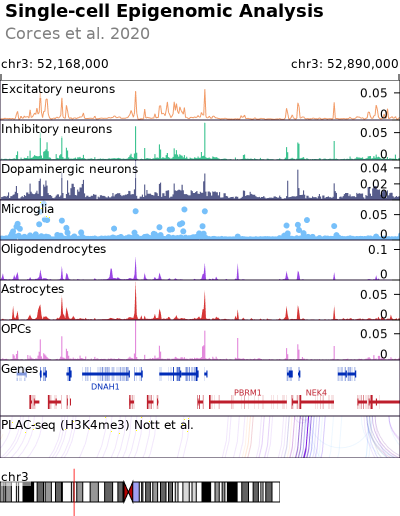 Single-cell Epigenomic Analysis
Corces et al. 2020
chr3: 52,168,000 chr3: 52,890,000
Excitatory neurons 0.05
0
Inhibitory neurons 0.05
0
Dopaminergic neurons 0.04
0.02
0
Microglia 0.05
0
Oligodendrocytes 0.1
0
Astrocytes 0.05
0
OPCs 0.05
0
Genes
DNAH1
PBRM1 NEK4
PLAC-seq (H3K4me3) Nott et al.
chr3